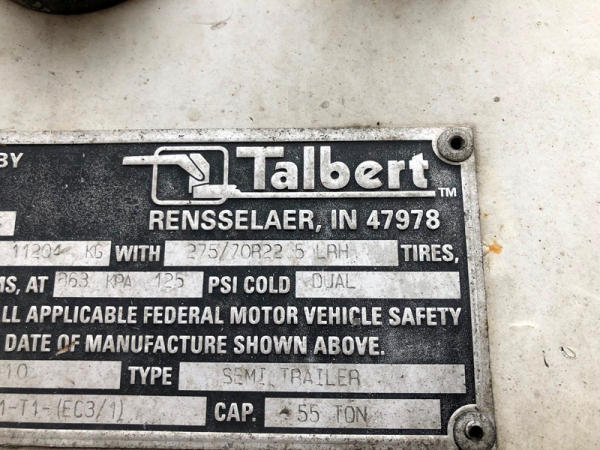 BY Talbert™
RENSSELAER, IN 47978
11204 KG WITH 275/70R22 5 LRH TIRES,
MS, AT 863 KPA 125 PSI COLD DUAL
LL APPLICABLE FEDERAL MOTOR VEHICLE SAFETY
DATE OF MANUFACTURE SHOWN ABOVE.
10 TYPE SEMI TRAILER
1-T1-(EC3/1) CAP. 55 TON